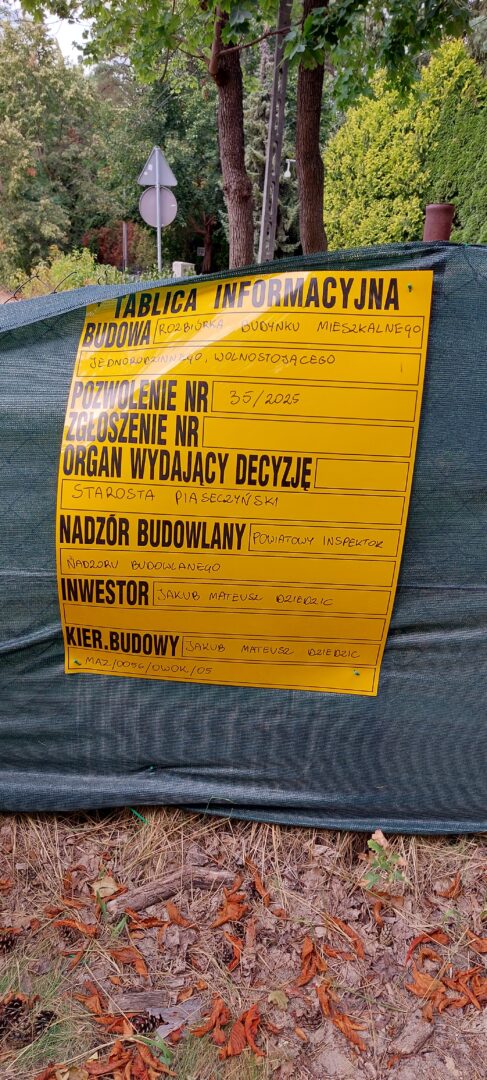 TABLICA INFORMACYJNA
BUDOWA ROZBIÓRKA BUDYNKU MIESZKALNEGO
JEDNORODZINNEGO, WOLNOSTOJĄCEGO
POZWOLENIE NR 35/2025
ZGŁOSZENIE NR
ORGAN WYDAJĄCY DECYZJĘ
STAROSTA PIASECZYŃSKI
NADZÓR BUDOWLANY POWIATOWY INSPEKTOR
NADZORU BUDOWLANEGO
INWESTOR JAKUB MATEUSZ DZIEDZIC
KIER.BUDOWY JAKUB MATEUSZ DZIEDZIC
MAZ/0056/OWOK/05